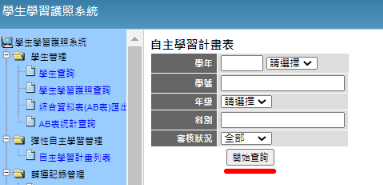 學生學習護照系統
學生學習護照系統
學生管理
學生查詢
學生學習護照查詢
綜合資料表(AB表)匯出
AB表統計查詢
彈性自主學習管理
自主學習計畫列表
輔導記錄管理
自主學習計畫表
學年 請選擇
學號
年級 請選擇
科別
審核狀況 全部
開始查詢